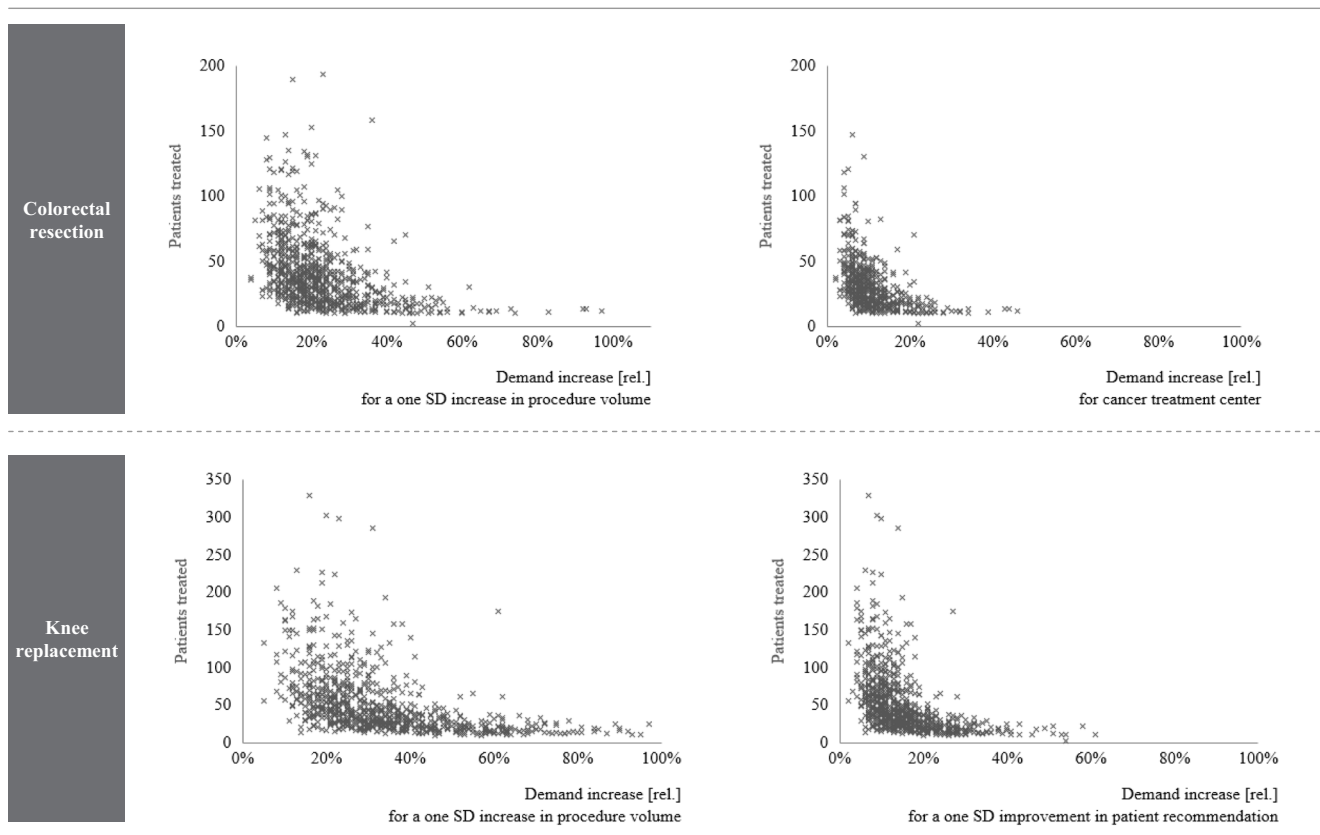 Colorectal
resection
Patients treated
200
150
100
50
0
0% 20% 40% 60% 80% 100%
Demand increase [rel.]
for a one SD increase in procedure volume
Patients treated
200
150
100
50
0
0% 20% 40% 60% 80% 100%
Demand increase [rel.]
for cancer treatment center
Knee
replacement
Patients treated
350
300
250
200
150
100
50
0
0% 20% 40% 60% 80% 100%
Demand increase [rel.]
for a one SD increase in procedure volume
Patients treated
350
300
250
200
150
100
50
0
0% 20% 40% 60% 80% 100%
Demand increase [rel.]
for a one SD improvement in patient recommendation